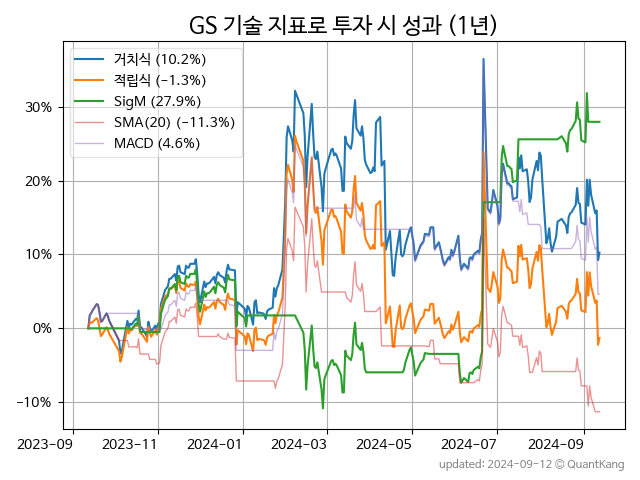 GS 기술 지표로 투자 시 성과 (1년)
거치식 (10.2%)
적립식 (−1.3%)
SigM (27.9%)
SMA(20) (−11.3%)
MACD (4.6%)
30%
20%
10%
0%
−10%
2023-09 2023-11 2024-01 2024-03 2024-05 2024-07 2024-09
updated: 2024-09-12 © QuantKang